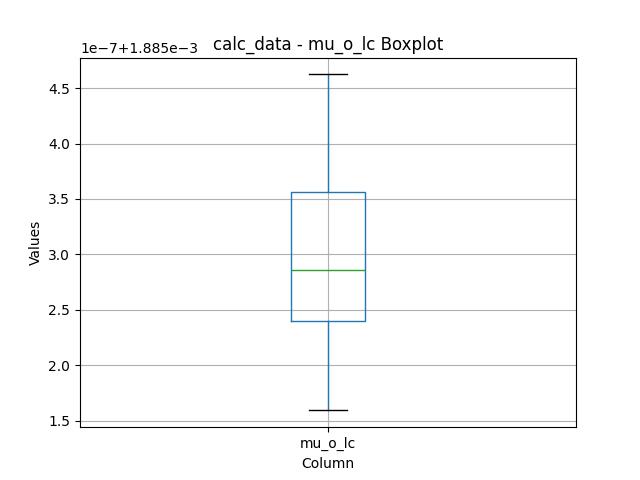 1e−7+1.885e−3
calc_data - mu_o_lc Boxplot
4.5
4.0
3.5
3.0
2.5
2.0
1.5
Values
mu_o_lc
Column